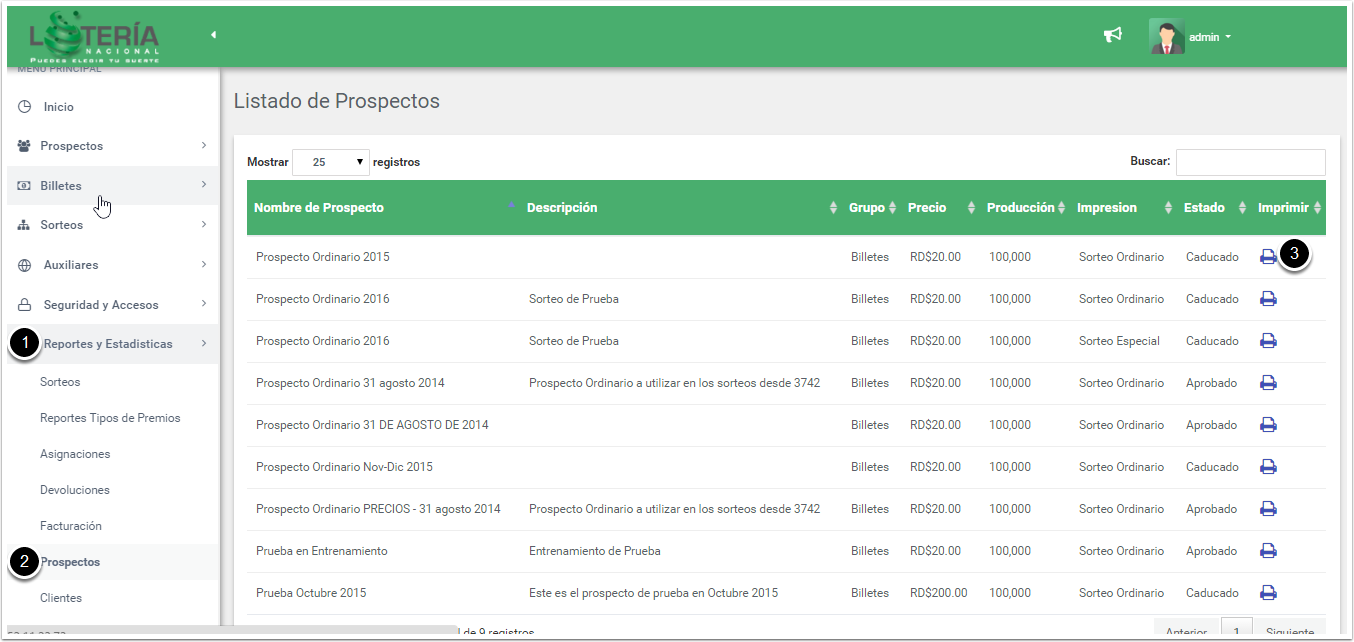 LOTERÍA
NACIONAL
PUEDES ELEGIR TU SUERTE
admin
MENU PRINCIPAL
Inicio
Prospectos
Billetes
Sorteos
Auxiliares
Seguridad y Accesos
1 Reportes y Estadisticas
Sorteos
Reportes Tipos de Premios
Asignaciones
Devoluciones
Facturación
2 Prospectos
Clientes
Listado de Prospectos
Mostrar 25 registros Buscar:
Nombre de Prospecto Descripción Grupo Precio Producción Impresion Estado Imprimir
Prospecto Ordinario 2015 Billetes RD$20.00 100,000 Sorteo Ordinario Caducado 3
Prospecto Ordinario 2016 Sorteo de Prueba Billetes RD$20.00 100,000 Sorteo Ordinario Caducado
Prospecto Ordinario 2016 Sorteo de Prueba Billetes RD$20.00 100,000 Sorteo Especial Caducado
Prospecto Ordinario 31 agosto 2014 Prospecto Ordinario a utilizar en los sorteos desde 3742 Billetes RD$20.00 100,000 Sorteo Ordinario Aprobado
Prospecto Ordinario 31 DE AGOSTO DE 2014 Billetes RD$20.00 100,000 Sorteo Ordinario Aprobado
Prospecto Ordinario Nov-Dic 2015 Billetes RD$20.00 100,000 Sorteo Ordinario Caducado
Prospecto Ordinario PRECIOS - 31 agosto 2014 Prospecto Ordinario a utilizar en los sorteos desde 3742 Billetes RD$20.00 100,000 Sorteo Ordinario Aprobado
Prueba en Entrenamiento Entrenamiento de Prueba Billetes RD$20.00 100,000 Sorteo Ordinario Aprobado
Prueba Octubre 2015 Este es el prospecto de prueba en Octubre 2015 Billetes RD$200.00 100,000 Sorteo Ordinario Caducado
de 9 registros Anterior 1 Siguiente